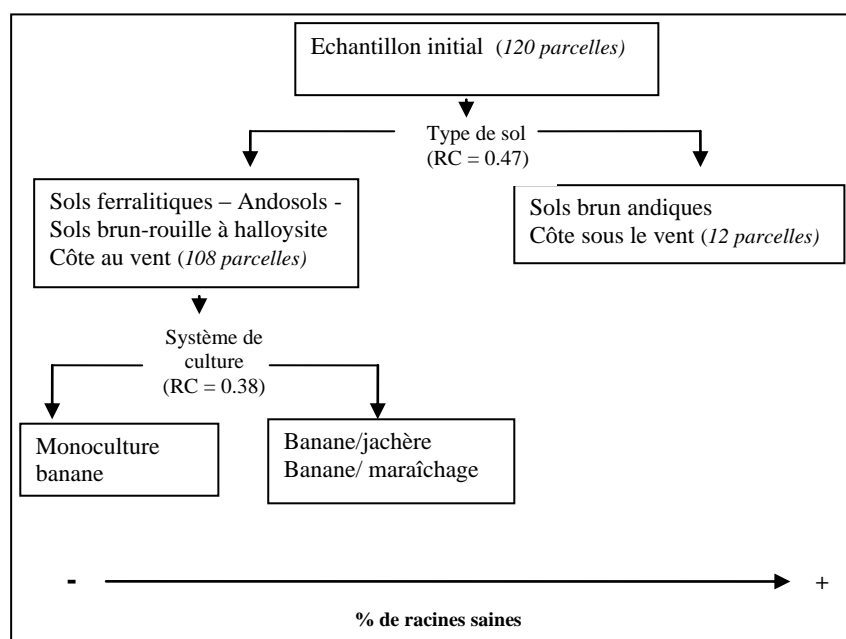 Echantillon initial (120 parcelles)
Type de sol
(RC = 0.47)
Sols ferralitiques – Andosols -
Sols brun-rouille à halloysite
Côte au vent (108 parcelles)
Sols brun andiques
Côte sous le vent (12 parcelles)
Système de
culture
(RC = 0.38)
Monoculture
banane
Banane/jachère
Banane/ maraîchage
- +
% de racines saines